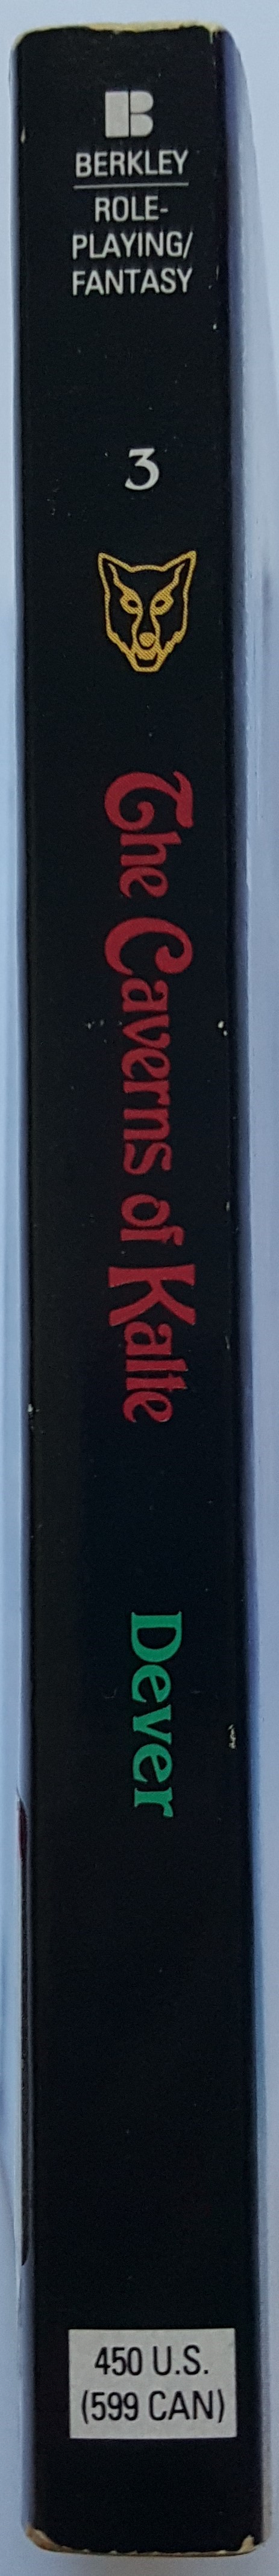 B
BERKLEY
ROLE-
PLAYING/
FANTASY
3
The Caverns of Kalte
Dever
450 U.S.
(599 CAN)